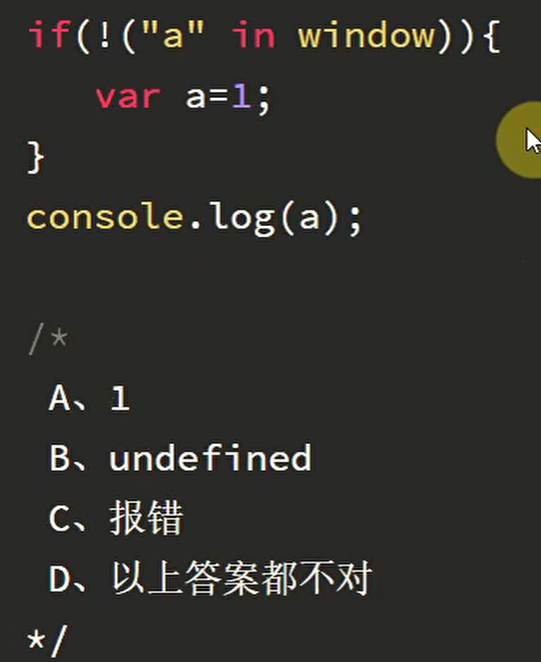 if(!("a" in window)){
var a=1;
}
console.log(a);
/*
A、1
B、undefined
C、报错
D、以上答案都不对
*/